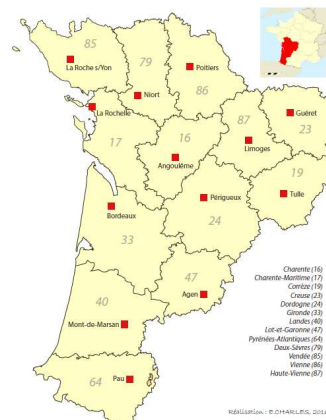 85
79
La Roche s/Yon
Poitiers
Niort
86
La Rochelle
87
Guéret
23
17
16
Limoges
Angoulême
19
Tulle
Périgueux
Bordeaux
24
33
47
Agen
40
Mont-de-Marsan
64
Pau
Charente (16)
Charente-Maritime (17)
Corrèze (19)
Creuse (23)
Dordogne (24)
Gironde (33)
Landes (40)
Lot-et-Garonne (47)
Pyrénées-Atlantiques (64)
Deux-Sèvres (79)
Vendée (85)
Vienne (86)
Haute-Vienne (87)
Réalisation : E.CHARLES,